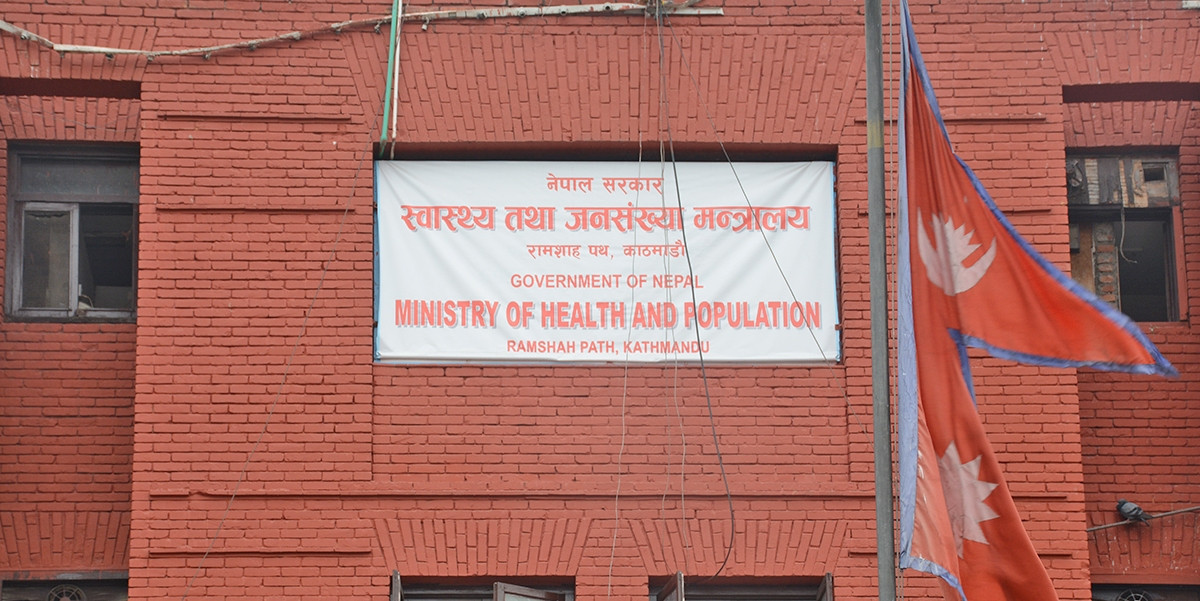 नेपाल सरकार
स्वास्थ्य तथा जनसंख्या मन्त्रालय
रामशाह पथ, काठमाडौं
GOVERNMENT OF NEPAL
MINISTRY OF HEALTH AND POPULATION
RAMSHAH PATH, KATHMANDU